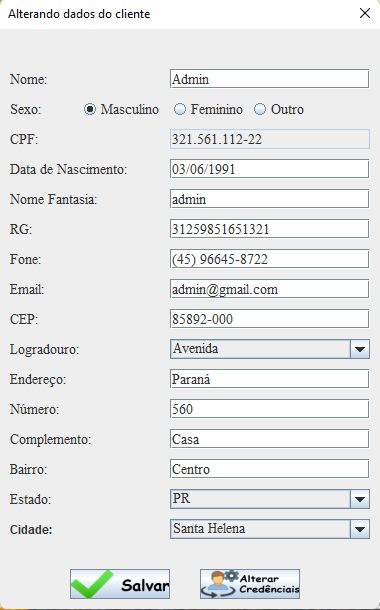 Alterando dados do cliente
Nome: Admin
Sexo: Masculino Feminino Outro
CPF: 321.561.112-22
Data de Nascimento: 03/06/1991
Nome Fantasia: admin
RG: 31259851651321
Fone: (45) 96645-8722
Email: admin@gmail.com
CEP: 85892-000
Logradouro: Avenida
Endereço: Paraná
Número: 560
Complemento: Casa
Bairro: Centro
Estado: PR
Cidade: Santa Helena
Salvar
Alterar
Credênciais